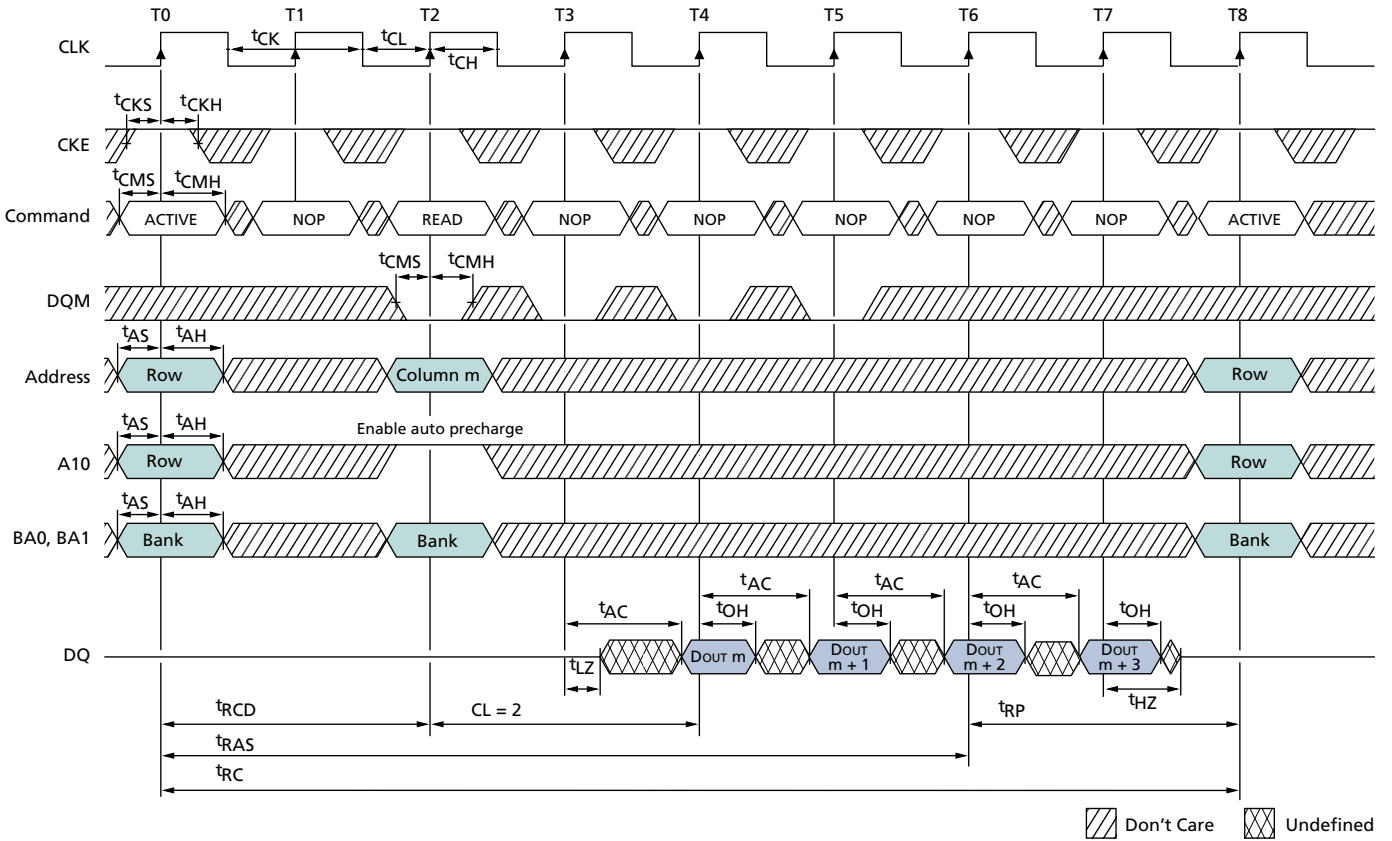 T0 T1 T2 T3 T4 T5 T6 T7 T8
CLK tCK tCL tCH
tCKS tCKH
CKE
tCMS tCMH
Command ACTIVE NOP READ NOP NOP NOP NOP NOP ACTIVE
tCMS tCMH
DQM
tAS tAH
Address Row Column m Row
Enable auto precharge
tAS tAH
A10 Row Row
tAS tAH
BA0, BA1 Bank Bank Bank
tAC tAC tAC
tAC tOH tOH tOH tOH
DQ DOUT m DOUT m + 1 DOUT m + 2 DOUT m + 3
tLZ tHZ
tRCD CL = 2 tRP
tRAS
tRC
Don't Care Undefined